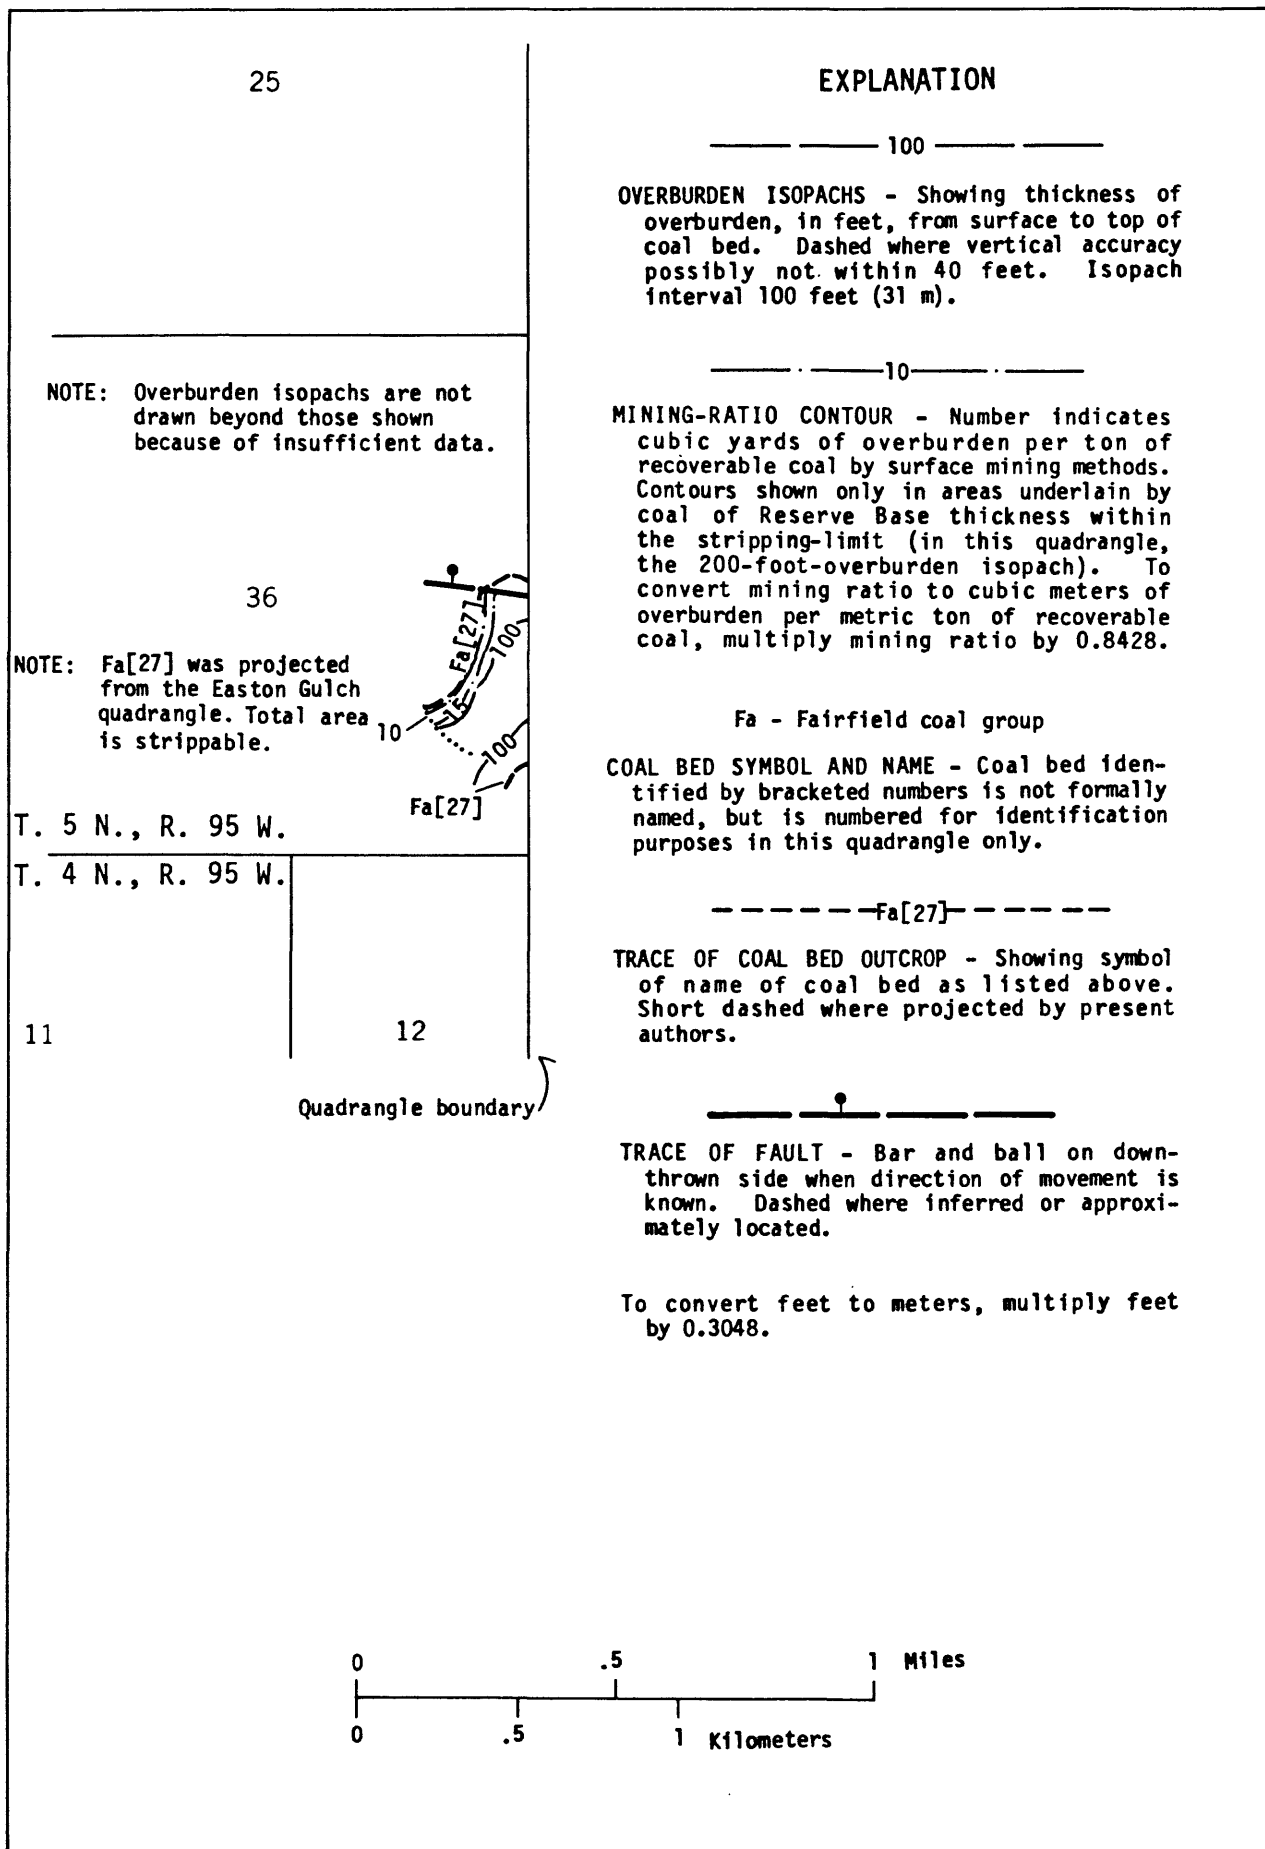 25
NOTE: Overburden isopachs are not
drawn beyond those shown
because of insufficient data.
36
Fa[27]
100
15
NOTE: Fa[27] was projected
from the Easton Gulch
quadrangle. Total area
is strippable.
10
100
Fa[27]
T. 5 N., R. 95 W.
T. 4 N., R. 95 W.
11
12
Quadrangle boundary
EXPLANATION
100
OVERBURDEN ISOPACHS - Showing thickness of
overburden, in feet, from surface to top of
coal bed. Dashed where vertical accuracy
possibly not within 40 feet. Isopach
interval 100 feet (31 m).
10
MINING-RATIO CONTOUR - Number indicates
cubic yards of overburden per ton of
recoverable coal by surface mining methods.
Contours shown only in areas underlain by
coal of Reserve Base thickness within
the stripping-limit (in this quadrangle,
the 200-foot-overburden isopach). To
convert mining ratio to cubic meters of
overburden per metric ton of recoverable
coal, multiply mining ratio by 0.8428.
Fa - Fairfield coal group
COAL BED SYMBOL AND NAME - Coal bed iden-
tified by bracketed numbers is not formally
named, but is numbered for identification
purposes in this quadrangle only.
Fa[27]
TRACE OF COAL BED OUTCROP - Showing symbol
of name of coal bed as listed above.
Short dashed where projected by present
authors.
TRACE OF FAULT - Bar and ball on down-
thrown side when direction of movement is
known. Dashed where inferred or approxi-
mately located.
To convert feet to meters, multiply feet
by 0.3048.
0 .5 1 Miles
0 .5 1 Kilometers